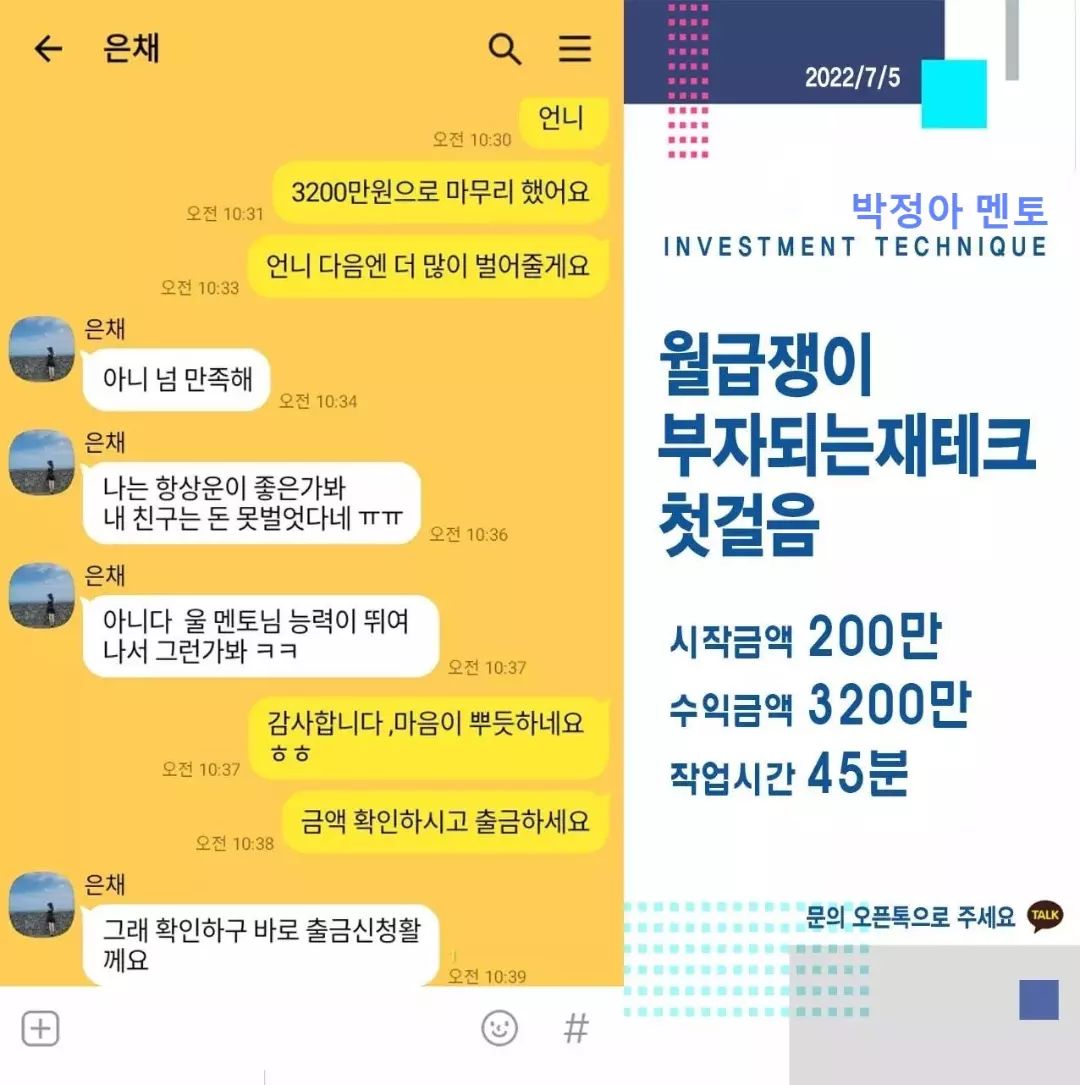 은채
언니
오전 10:30
3200만원으로 마무리 했어요
오전 10:31
언니 다음엔 더 많이 벌어줄게요
오전 10:33
은채
아니 넘 만족해
오전 10:34
은채
나는 항상운이 좋은가봐
내 친구는 돈 못벌엇다네 ㅠㅠ
오전 10:36
은채
아니다 울 멘토님 능력이 뛰여
나서 그런가봐 ㅋㅋ
오전 10:37
감사합니다 ,마음이 뿌듯하네요
ㅎㅎ
오전 10:37
금액 확인하시고 출금하세요
오전 10:38
은채
그래 확인하구 바로 출금신청활
께요
1
오전 10:39
#
2022/7/5
박정아 멘토
INVESTMENT TECHNIQUE
월급쟁이
부자되는재테크
첫걸음
시작금액 200만
수익금액 3200만
작업시간 45분
문의 오픈톡으로 주세요 TALK